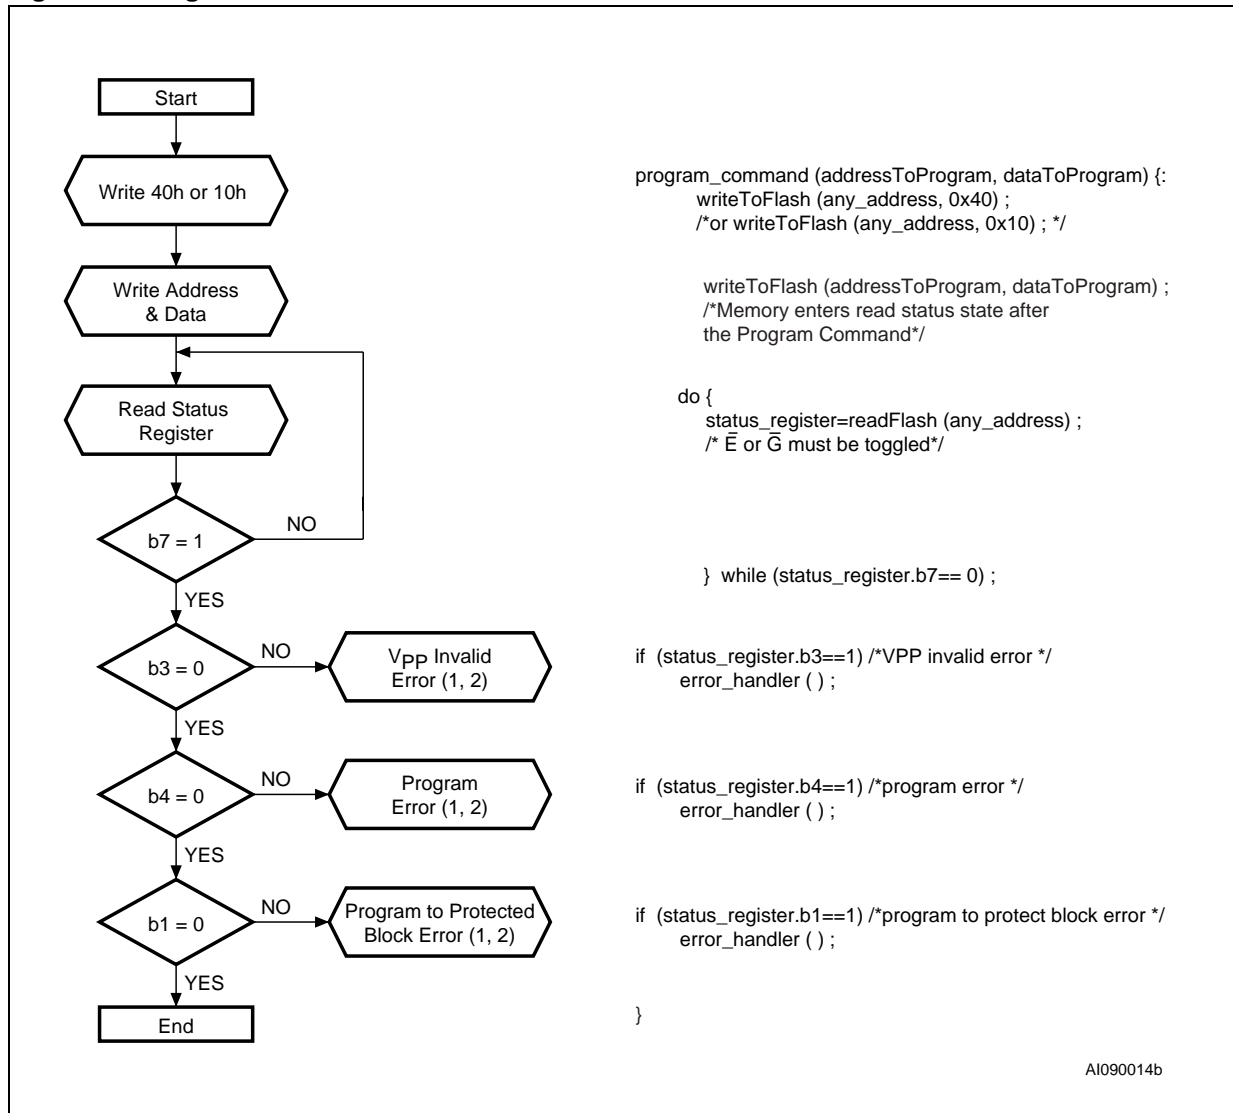 Start
Write 40h or 10h
Write Address
& Data
Read Status
Register
b7 = 1
NO
YES
b3 = 0
NO
VPP Invalid
Error (1, 2)
YES
b4 = 0
NO
Program
Error (1, 2)
YES
b1 = 0
NO
Program to Protected
Block Error (1, 2)
YES
End
program_command (addressToProgram, dataToProgram) {:
writeToFlash (any_address, 0x40) ;
/*or writeToFlash (any_address, 0x10) ; */
writeToFlash (addressToProgram, dataToProgram) ;
/*Memory enters read status state after
the Program Command*/
do {
status_register=readFlash (any_address) ;
/* E̅ or G̅ must be toggled*/
} while (status_register.b7== 0) ;
if (status_register.b3==1) /*VPP invalid error */
error_handler ( ) ;
if (status_register.b4==1) /*program error */
error_handler ( ) ;
if (status_register.b1==1) /*program to protect block error */
error_handler ( ) ;
}
AI090014b